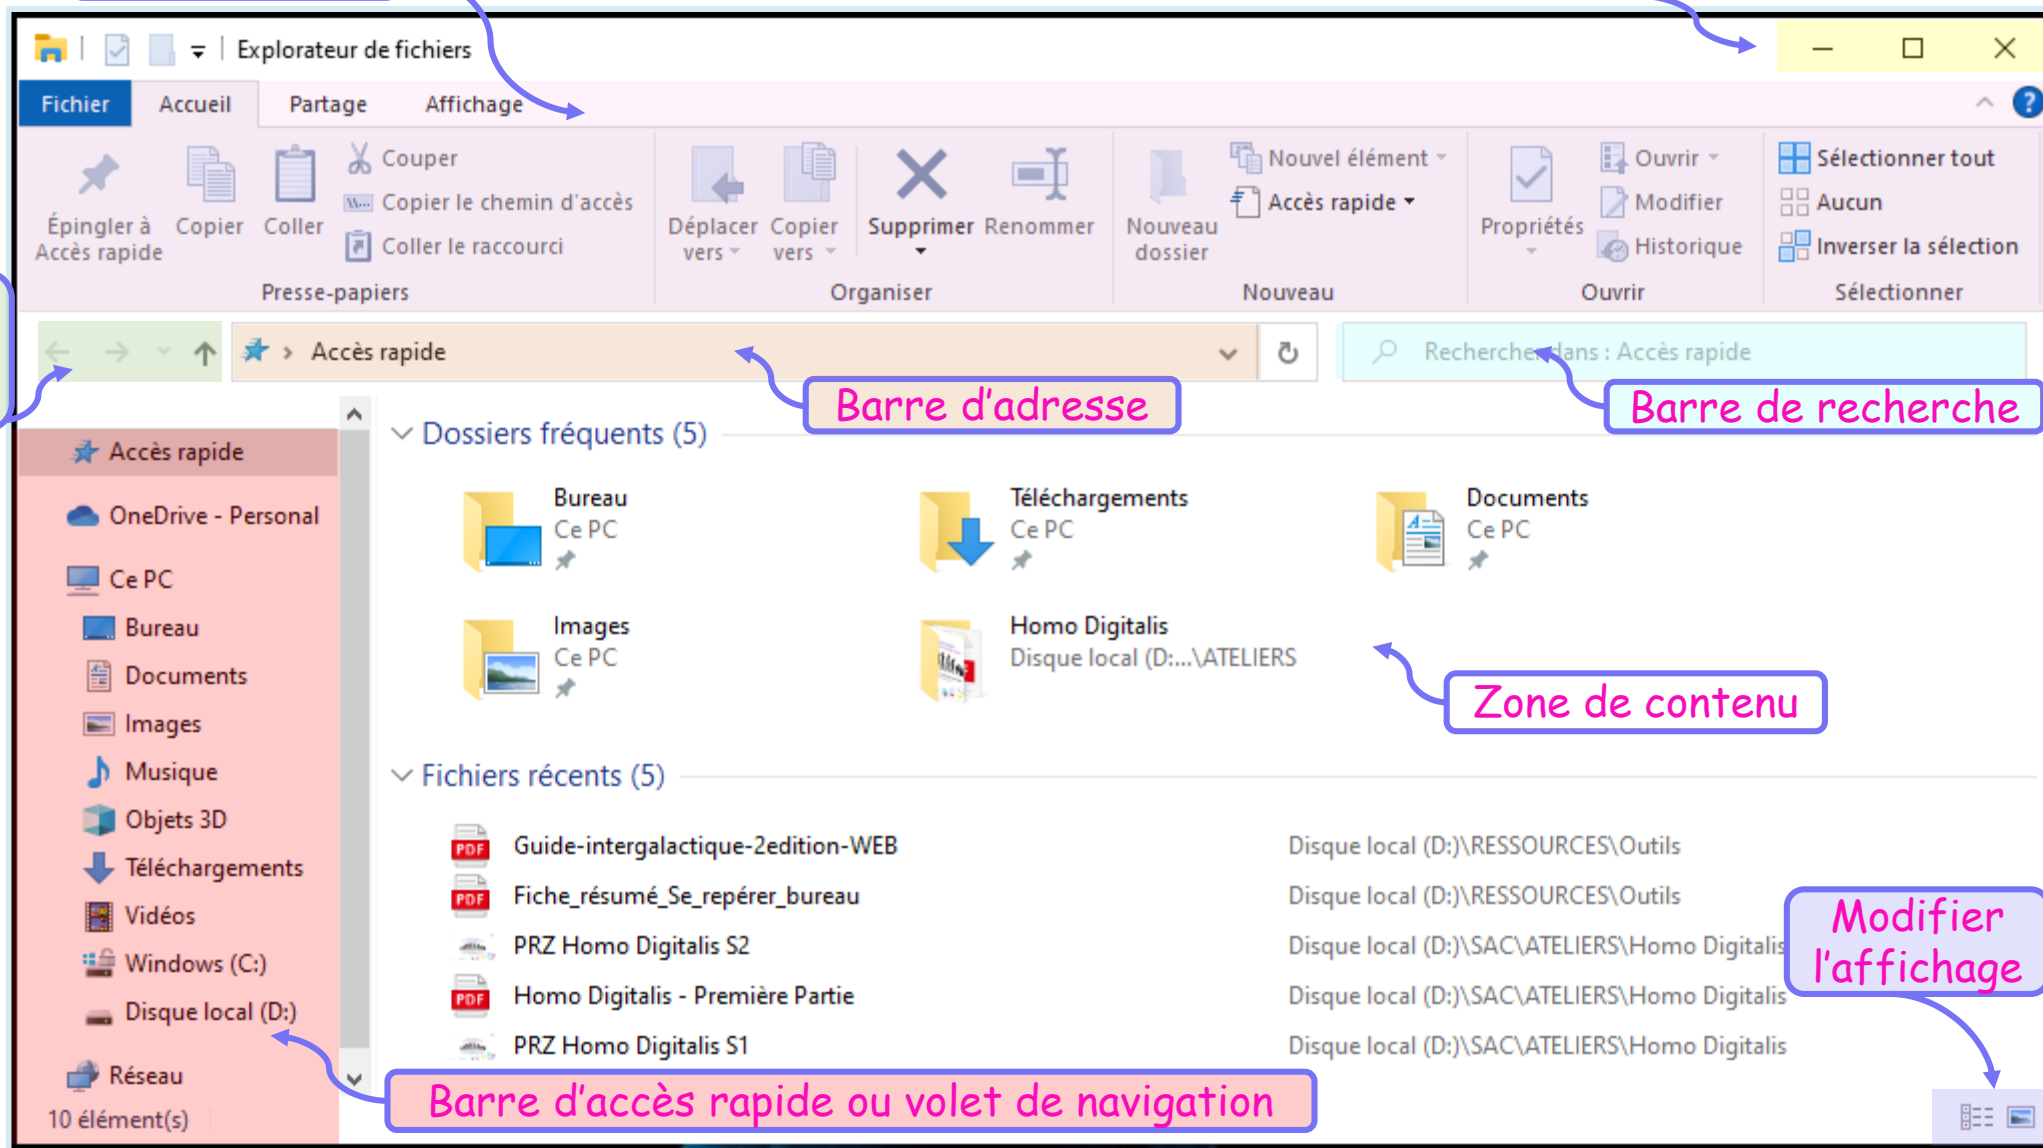 Explorateur de fichiers
Fichier Accueil Partage Affichage
Épingler à Accès rapide
Copier
Coller
Couper
Copier le chemin d'accès
Coller le raccourci
Presse-papiers
Déplacer vers
Copier vers
Supprimer
Renommer
Organiser
Nouveau dossier
Nouvel élément
Accès rapide
Nouveau
Propriétés
Ouvrir
Modifier
Historique
Ouvrir
Sélectionner tout
Aucun
Inverser la sélection
Sélectionner
Accès rapide
Rechercher dans : Accès rapide
Barre d'adresse
Barre de recherche
Accès rapide
OneDrive - Personal
Ce PC
Bureau
Documents
Images
Musique
Objets 3D
Téléchargements
Vidéos
Windows (C:)
Disque local (D:)
Réseau
10 élément(s)
Dossiers fréquents (5)
Bureau
Ce PC
Téléchargements
Ce PC
Documents
Ce PC
Images
Ce PC
Homo Digitalis
Disque local (D:...\ATELIERS
Zone de contenu
Fichiers récents (5)
Guide-intergalactique-2edition-WEB Disque local (D:)\RESSOURCES\Outils
Fiche_résumé_Se_repérer_bureau Disque local (D:)\RESSOURCES\Outils
PRZ Homo Digitalis S2 Disque local (D:)\SAC\ATELIERS\Homo Digitalis
Homo Digitalis - Première Partie Disque local (D:)\SAC\ATELIERS\Homo Digitalis
PRZ Homo Digitalis S1 Disque local (D:)\SAC\ATELIERS\Homo Digitalis
Modifier
l'affichage
Barre d'accès rapide ou volet de navigation